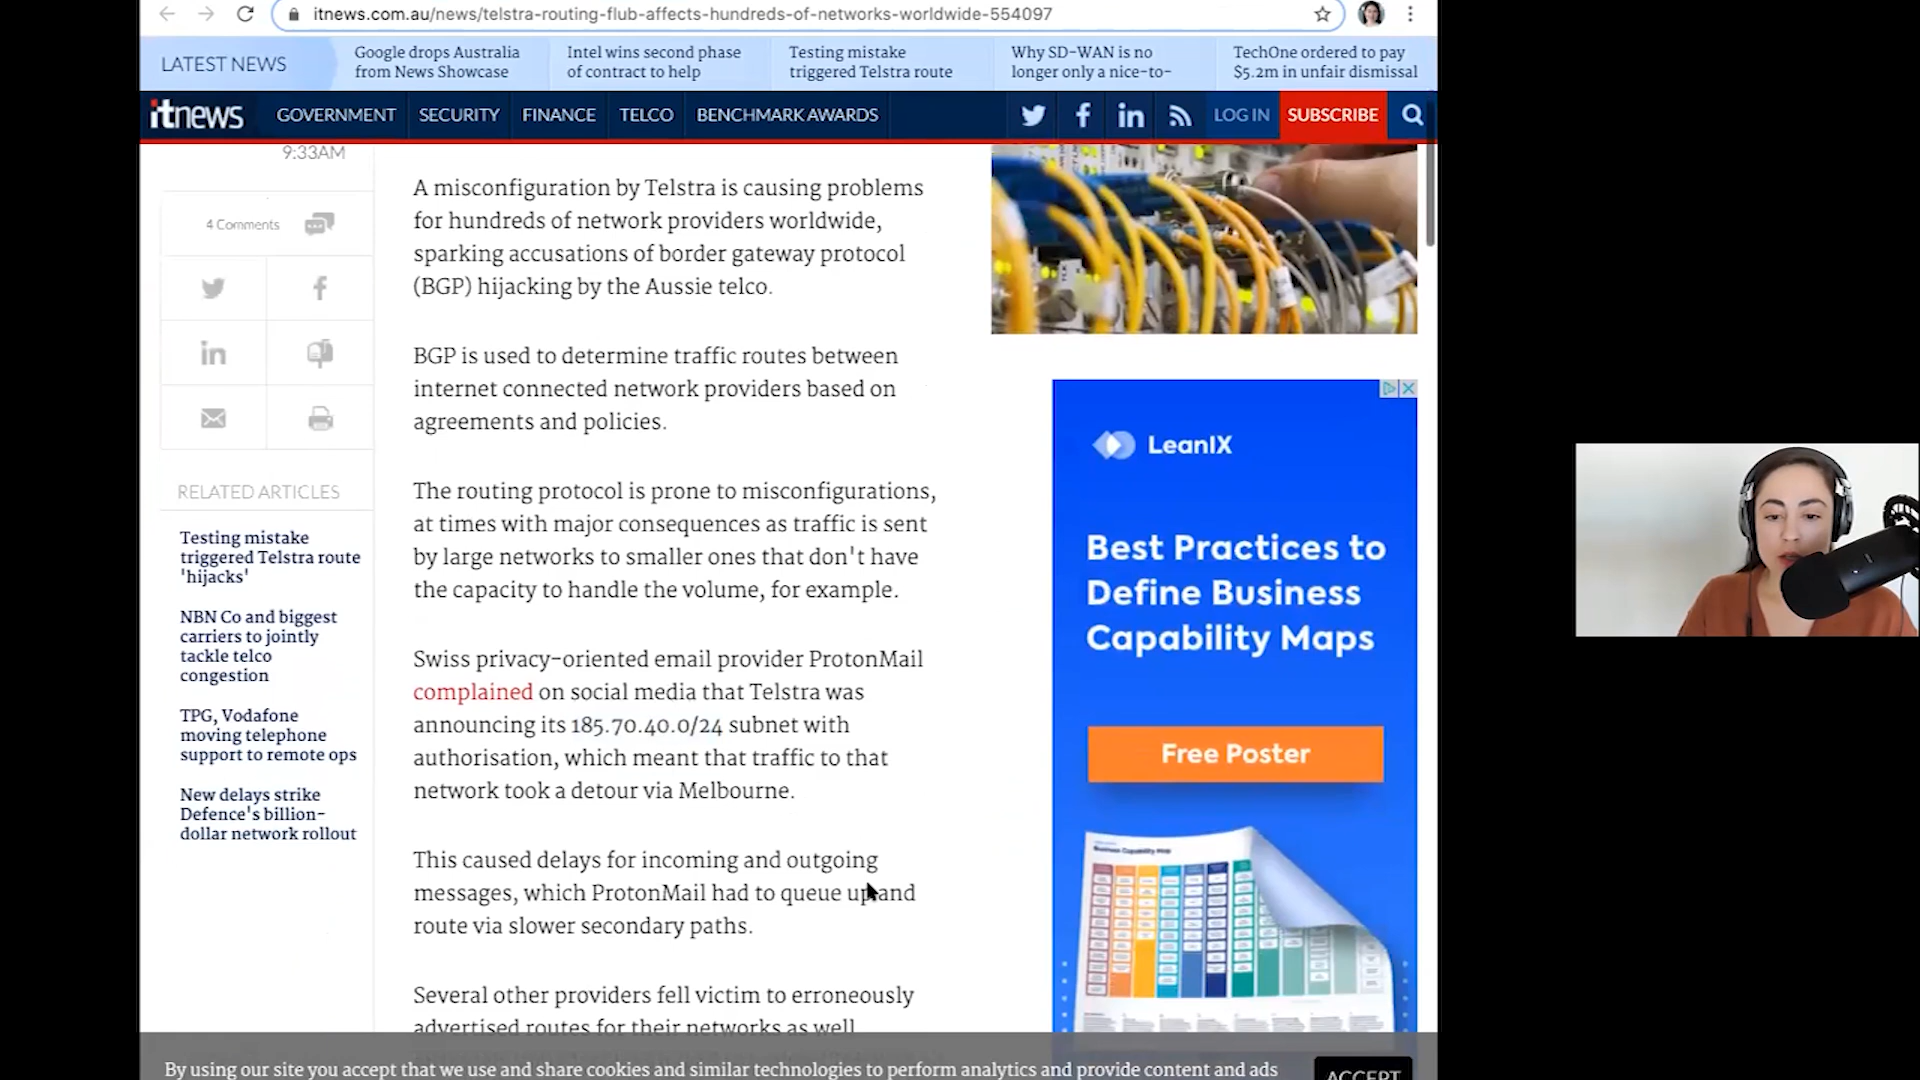 itnews.com.au/news/telstra-routing-flub-affects-hundreds-of-networks-worldwide-554097
LATEST NEWS
Google drops Australia
from News Showcase
Intel wins second phase
of contract to help
Testing mistake
triggered Telstra route
Why SD-WAN is no
longer only a nice-to-
TechOne ordered to pay
$5.2m in unfair dismissal
itnews
GOVERNMENT
SECURITY
FINANCE
TELCO
BENCHMARK AWARDS
LOG IN
SUBSCRIBE
9:33AM
4 Comments
RELATED ARTICLES
Testing mistake
triggered Telstra route
'hijacks'
NBN Co and biggest
carriers to jointly
tackle telco
congestion
TPG, Vodafone
moving telephone
support to remote ops
New delays strike
Defence's billion-
dollar network rollout
A misconfiguration by Telstra is causing problems
for hundreds of network providers worldwide,
sparking accusations of border gateway protocol
(BGP) hijacking by the Aussie telco.
BGP is used to determine traffic routes between
internet connected network providers based on
agreements and policies.
The routing protocol is prone to misconfigurations,
at times with major consequences as traffic is sent
by large networks to smaller ones that don't have
the capacity to handle the volume, for example.
Swiss privacy-oriented email provider ProtonMail
complained on social media that Telstra was
announcing its 185.70.40.0/24 subnet with
authorisation, which meant that traffic to that
network took a detour via Melbourne.
This caused delays for incoming and outgoing
messages, which ProtonMail had to queue up and
route via slower secondary paths.
Several other providers fell victim to erroneously
advertised routes for their networks as well
LeanIX
Best Practices to
Define Business
Capability Maps
Free Poster
Business Capability Map
By using our site you accept that we use and share cookies and similar technologies to perform analytics and provide content and ads
ACCEPT